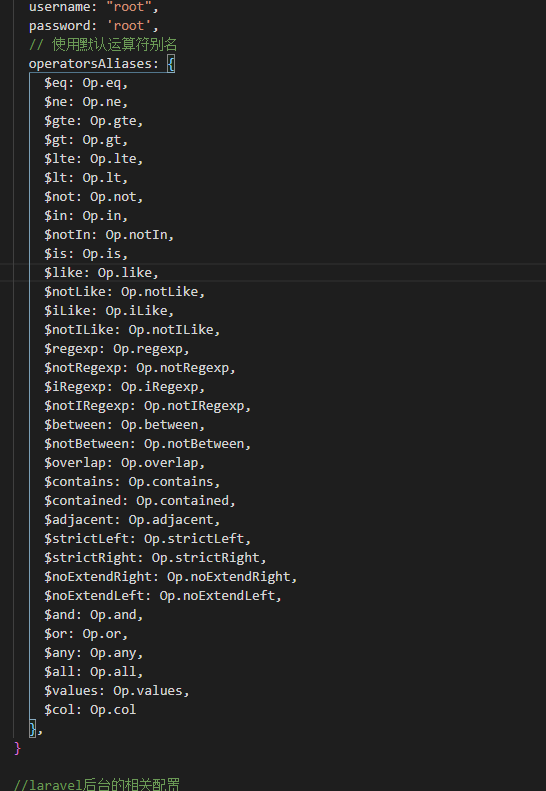 username: "root",
password: 'root',
// 使用默认运算符别名
operatorsAliases: {
$eq: Op.eq,
$ne: Op.ne,
$gte: Op.gte,
$gt: Op.gt,
$lte: Op.lte,
$lt: Op.lt,
$not: Op.not,
$in: Op.in,
$notIn: Op.notIn,
$is: Op.is,
$like: Op.like,
$notLike: Op.notLike,
$iLike: Op.iLike,
$notILike: Op.notILike,
$regexp: Op.regexp,
$notRegexp: Op.notRegexp,
$iRegexp: Op.iRegexp,
$notIRegexp: Op.notIRegexp,
$between: Op.between,
$notBetween: Op.notBetween,
$overlap: Op.overlap,
$contains: Op.contains,
$contained: Op.contained,
$adjacent: Op.adjacent,
$strictLeft: Op.strictLeft,
$strictRight: Op.strictRight,
$noExtendRight: Op.noExtendRight,
$noExtendLeft: Op.noExtendLeft,
$and: Op.and,
$or: Op.or,
$any: Op.any,
$all: Op.all,
$values: Op.values,
$col: Op.col
},
}
//laravel后台的相关配置